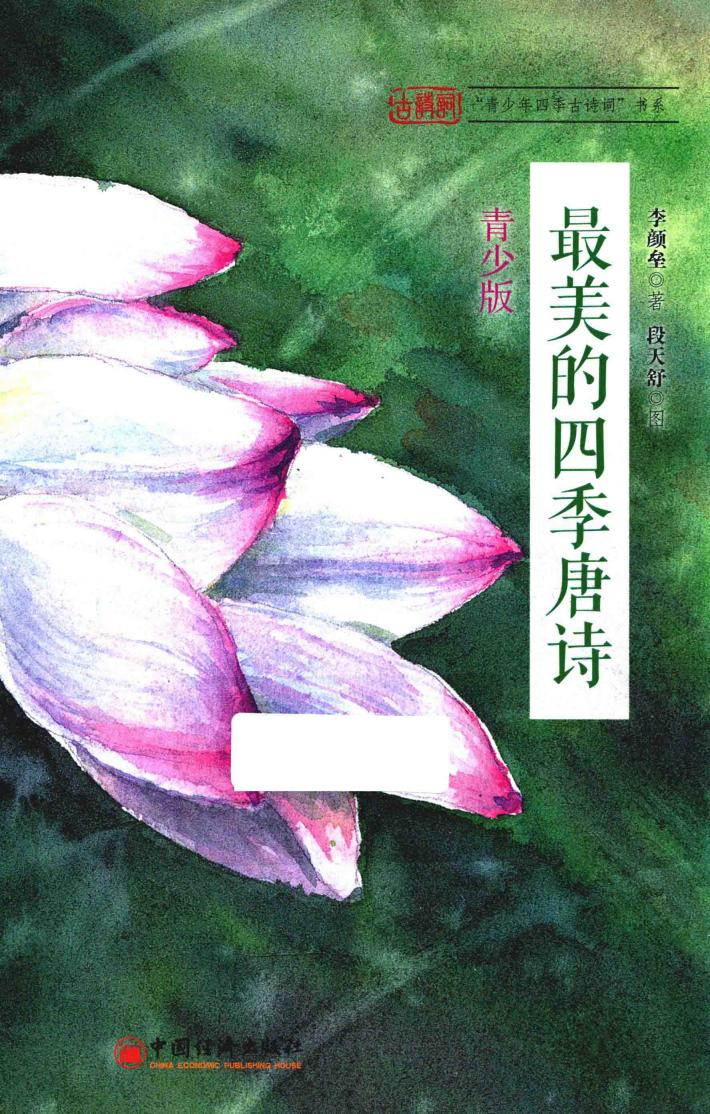 古詩詞
“青少年四季古诗词”书系
李颜垒◎著 段天舒◎图
最美的四季唐诗
青少版
中国经济出版社
CHINA ECONOMIC PUBLISHING HOUSE